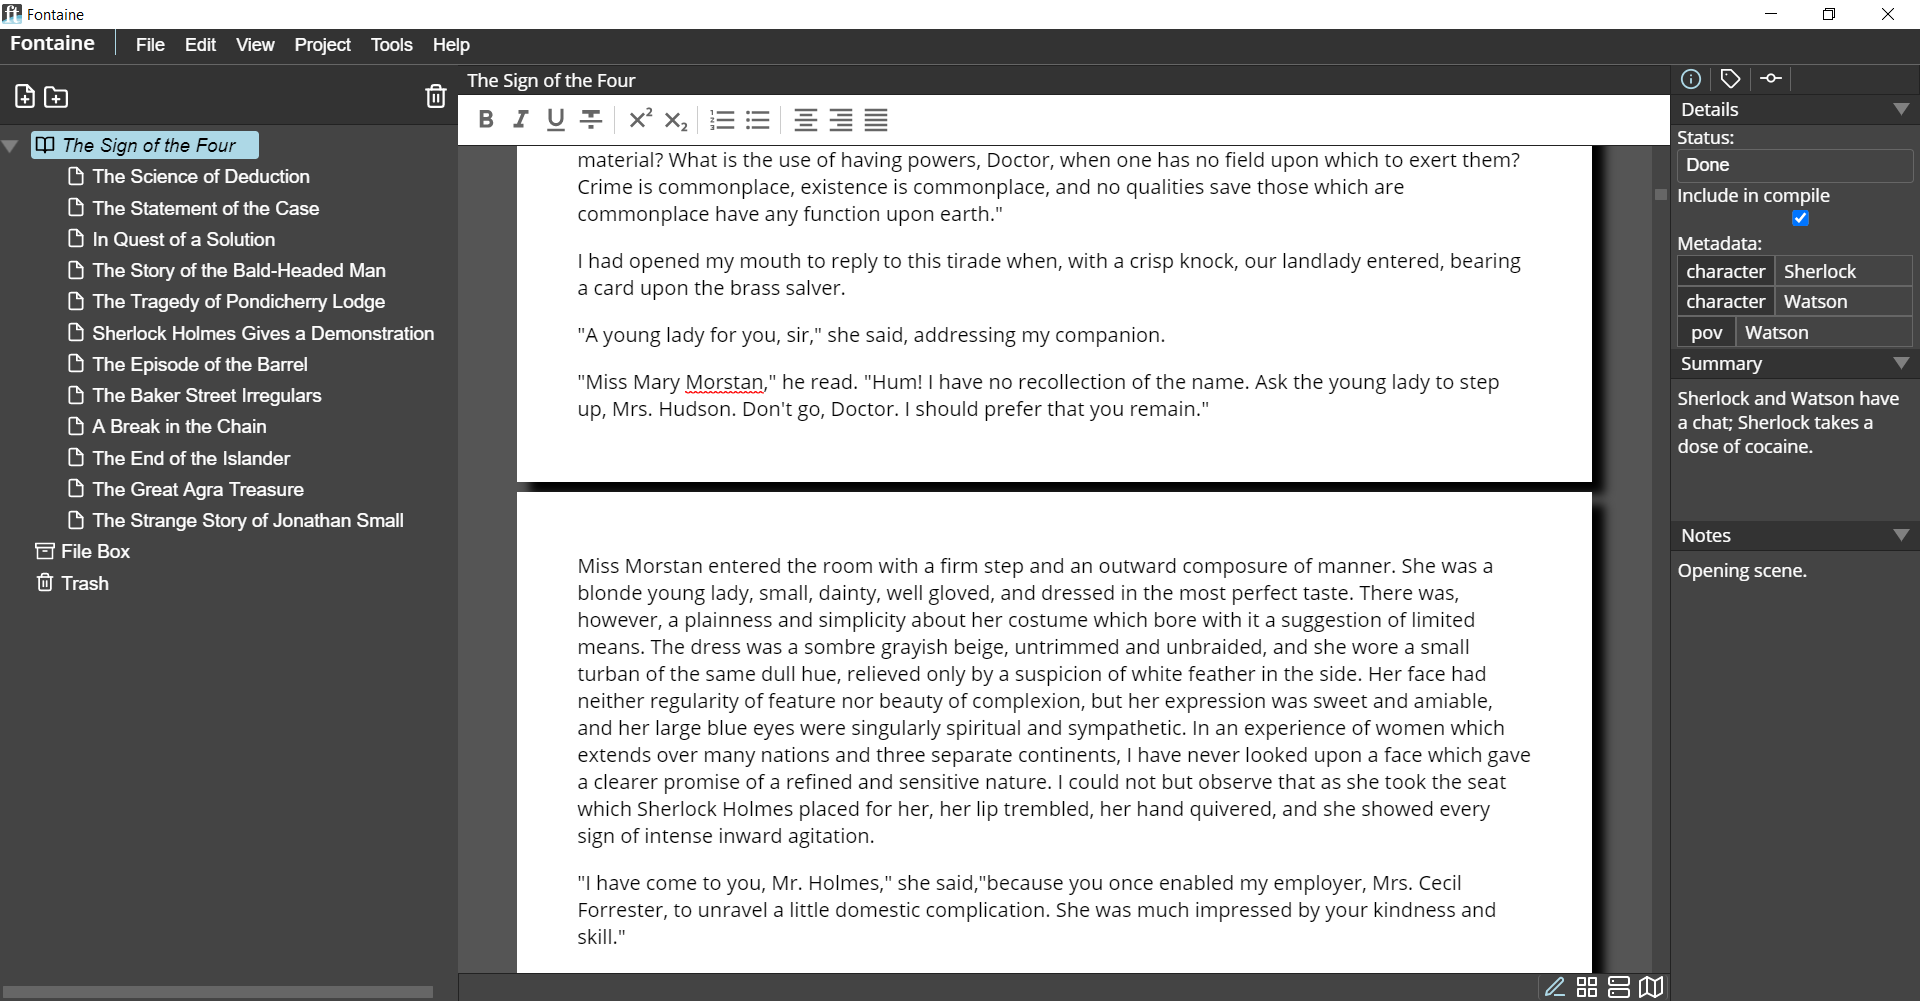 Fontaine
Fontaine File Edit View Project Tools Help
The Sign of the Four
The Science of Deduction
The Statement of the Case
In Quest of a Solution
The Story of the Bald-Headed Man
The Tragedy of Pondicherry Lodge
Sherlock Holmes Gives a Demonstration
The Episode of the Barrel
The Baker Street Irregulars
A Break in the Chain
The End of the Islander
The Great Agra Treasure
The Strange Story of Jonathan Small
File Box
Trash
The Sign of the Four
material? What is the use of having powers, Doctor, when one has no field upon which to exert them?
Crime is commonplace, existence is commonplace, and no qualities save those which are
commonplace have any function upon earth."
I had opened my mouth to reply to this tirade when, with a crisp knock, our landlady entered, bearing
a card upon the brass salver.
"A young lady for you, sir," she said, addressing my companion.
"Miss Mary Morstan," he read. "Hum! I have no recollection of the name. Ask the young lady to step
up, Mrs. Hudson. Don't go, Doctor. I should prefer that you remain."
Miss Morstan entered the room with a firm step and an outward composure of manner. She was a
blonde young lady, small, dainty, well gloved, and dressed in the most perfect taste. There was,
however, a plainness and simplicity about her costume which bore with it a suggestion of limited
means. The dress was a sombre grayish beige, untrimmed and unbraided, and she wore a small
turban of the same dull hue, relieved only by a suspicion of white feather in the side. Her face had
neither regularity of feature nor beauty of complexion, but her expression was sweet and amiable,
and her large blue eyes were singularly spiritual and sympathetic. In an experience of women which
extends over many nations and three separate continents, I have never looked upon a face which gave
a clearer promise of a refined and sensitive nature. I could not but observe that as she took the seat
which Sherlock Holmes placed for her, her lip trembled, her hand quivered, and she showed every
sign of intense inward agitation.
"I have come to you, Mr. Holmes," she said,"because you once enabled my employer, Mrs. Cecil
Forrester, to unravel a little domestic complication. She was much impressed by your kindness and
skill."
Details
Status:
Done
Include in compile
Metadata:
character Sherlock
character Watson
pov Watson
Summary
Sherlock and Watson have
a chat; Sherlock takes a
dose of cocaine.
Notes
Opening scene.